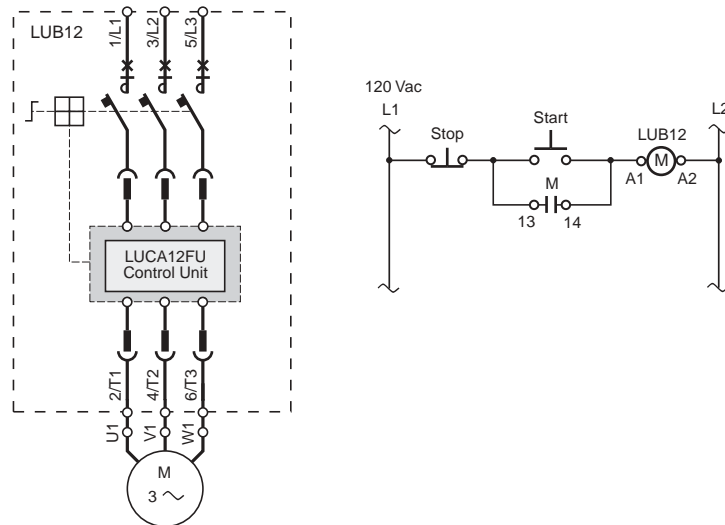 LUB12
1/L1
3/L2
5/L3
LUCA12FU
Control Unit
2/T1
4/T2
6/T3
U1
V1
W1
M
3
120 Vac
L1
L2
Stop
Start
LUB12
M
A1
A2
M
13
14